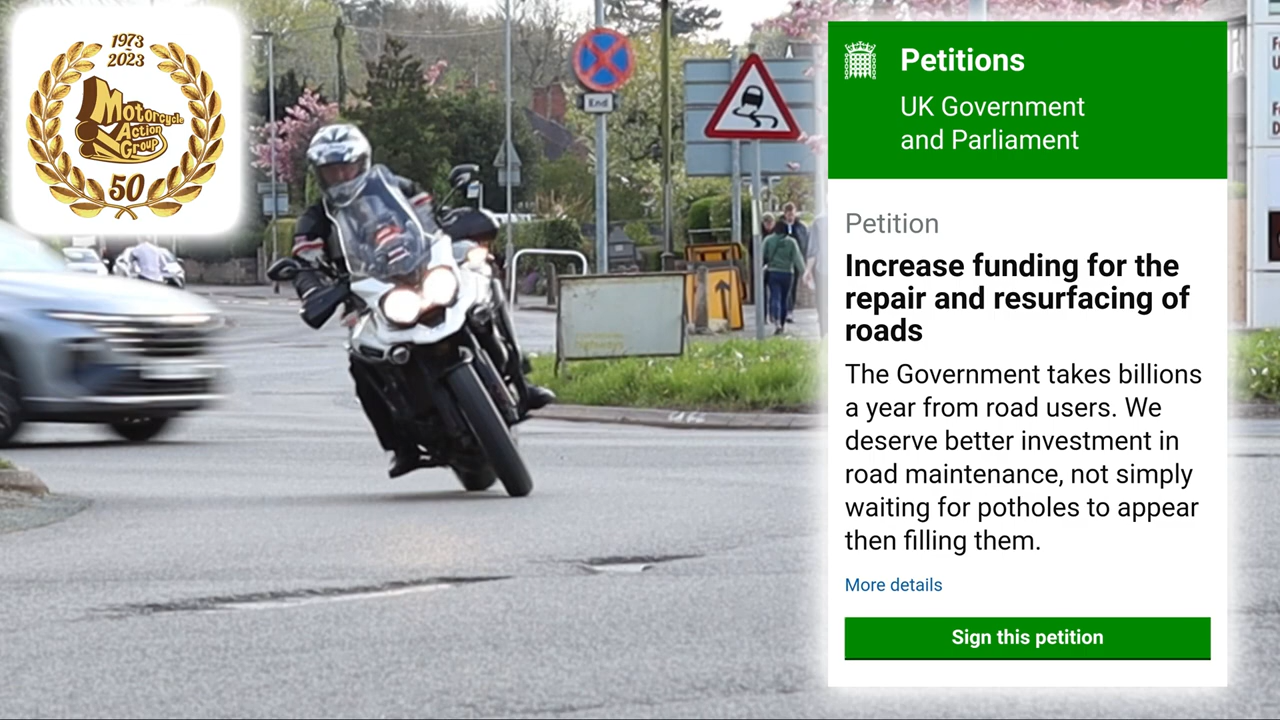 1973
-
2023
Motorcycle
Action
Group
50
End
Petitions
UK Government
and Parliament
Petition
Increase funding for the
repair and resurfacing of
roads
The Government takes billions
a year from road users. We
deserve better investment in
road maintenance, not simply
waiting for potholes to appear
then filling them.
More details
Sign this petition